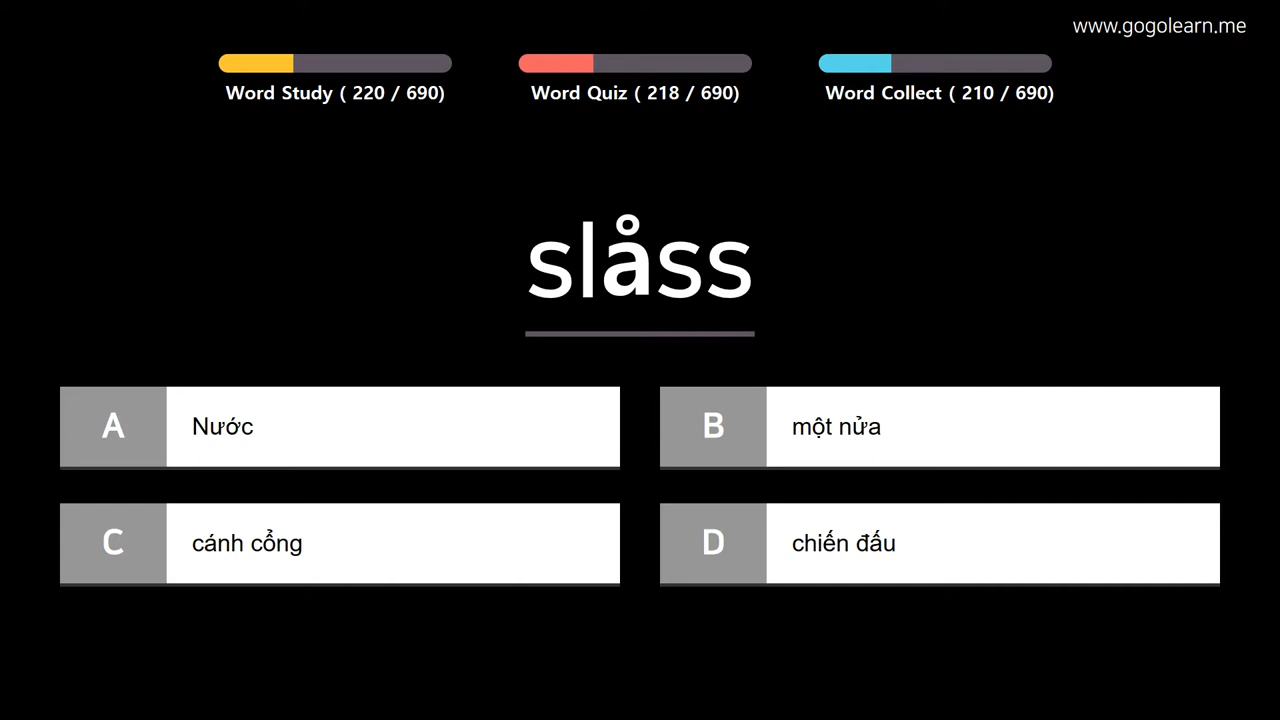 www.gogolearn.me
Word Study ( 220 / 690)
Word Quiz ( 218 / 690)
Word Collect ( 210 / 690)
slåss
A Nước
B một nửa
C cánh cổng
D chiến đấu